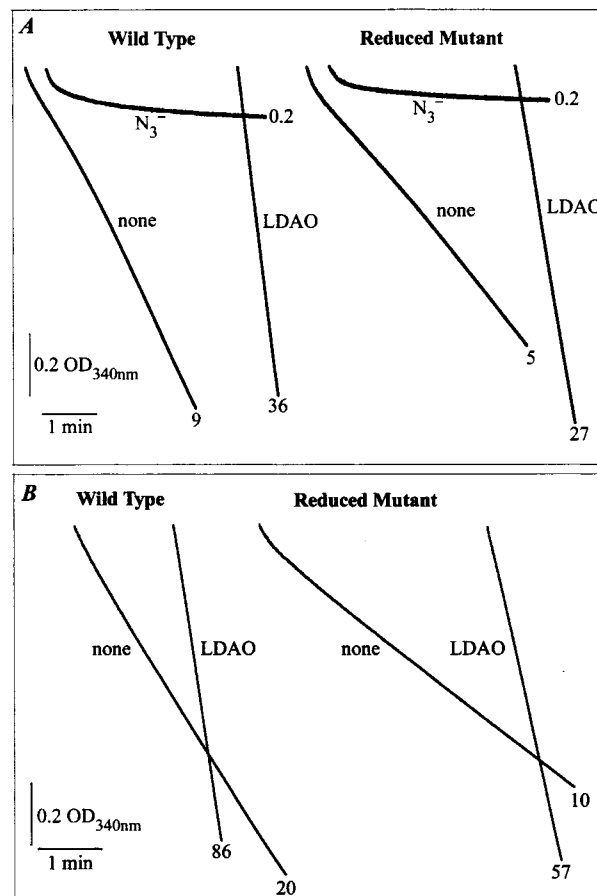 A
Wild Type
Reduced Mutant
N₃⁻
0.2
none
LDAO
0.2 OD340nm
1 min
9
36
N₃⁻
0.2
none
LDAO
5
27
B
Wild Type
Reduced Mutant
none
LDAO
0.2 OD340nm
1 min
86
20
none
LDAO
10
57